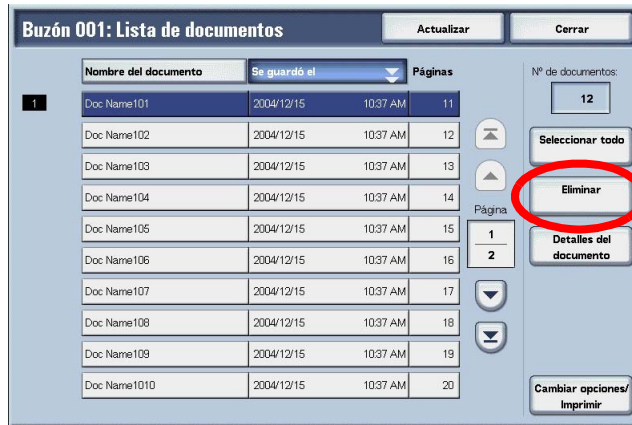 Buzón 001: Lista de documentos
Actualizar
Cerrar
Nombre del documento Se guardó el Páginas
Nº de documentos:
12
1 Doc Name101 2004/12/15 10:37 AM 11
Doc Name102 2004/12/15 10:37 AM 12
Doc Name103 2004/12/15 10:37 AM 13
Doc Name104 2004/12/15 10:37 AM 14
Doc Name105 2004/12/15 10:37 AM 15
Doc Name106 2004/12/15 10:37 AM 16
Doc Name107 2004/12/15 10:37 AM 17
Doc Name108 2004/12/15 10:37 AM 18
Doc Name109 2004/12/15 10:37 AM 19
Doc Name1010 2004/12/15 10:37 AM 20
Página
1
2
Seleccionar todo
Eliminar
Detalles del
documento
Cambiar opciones/
Imprimir